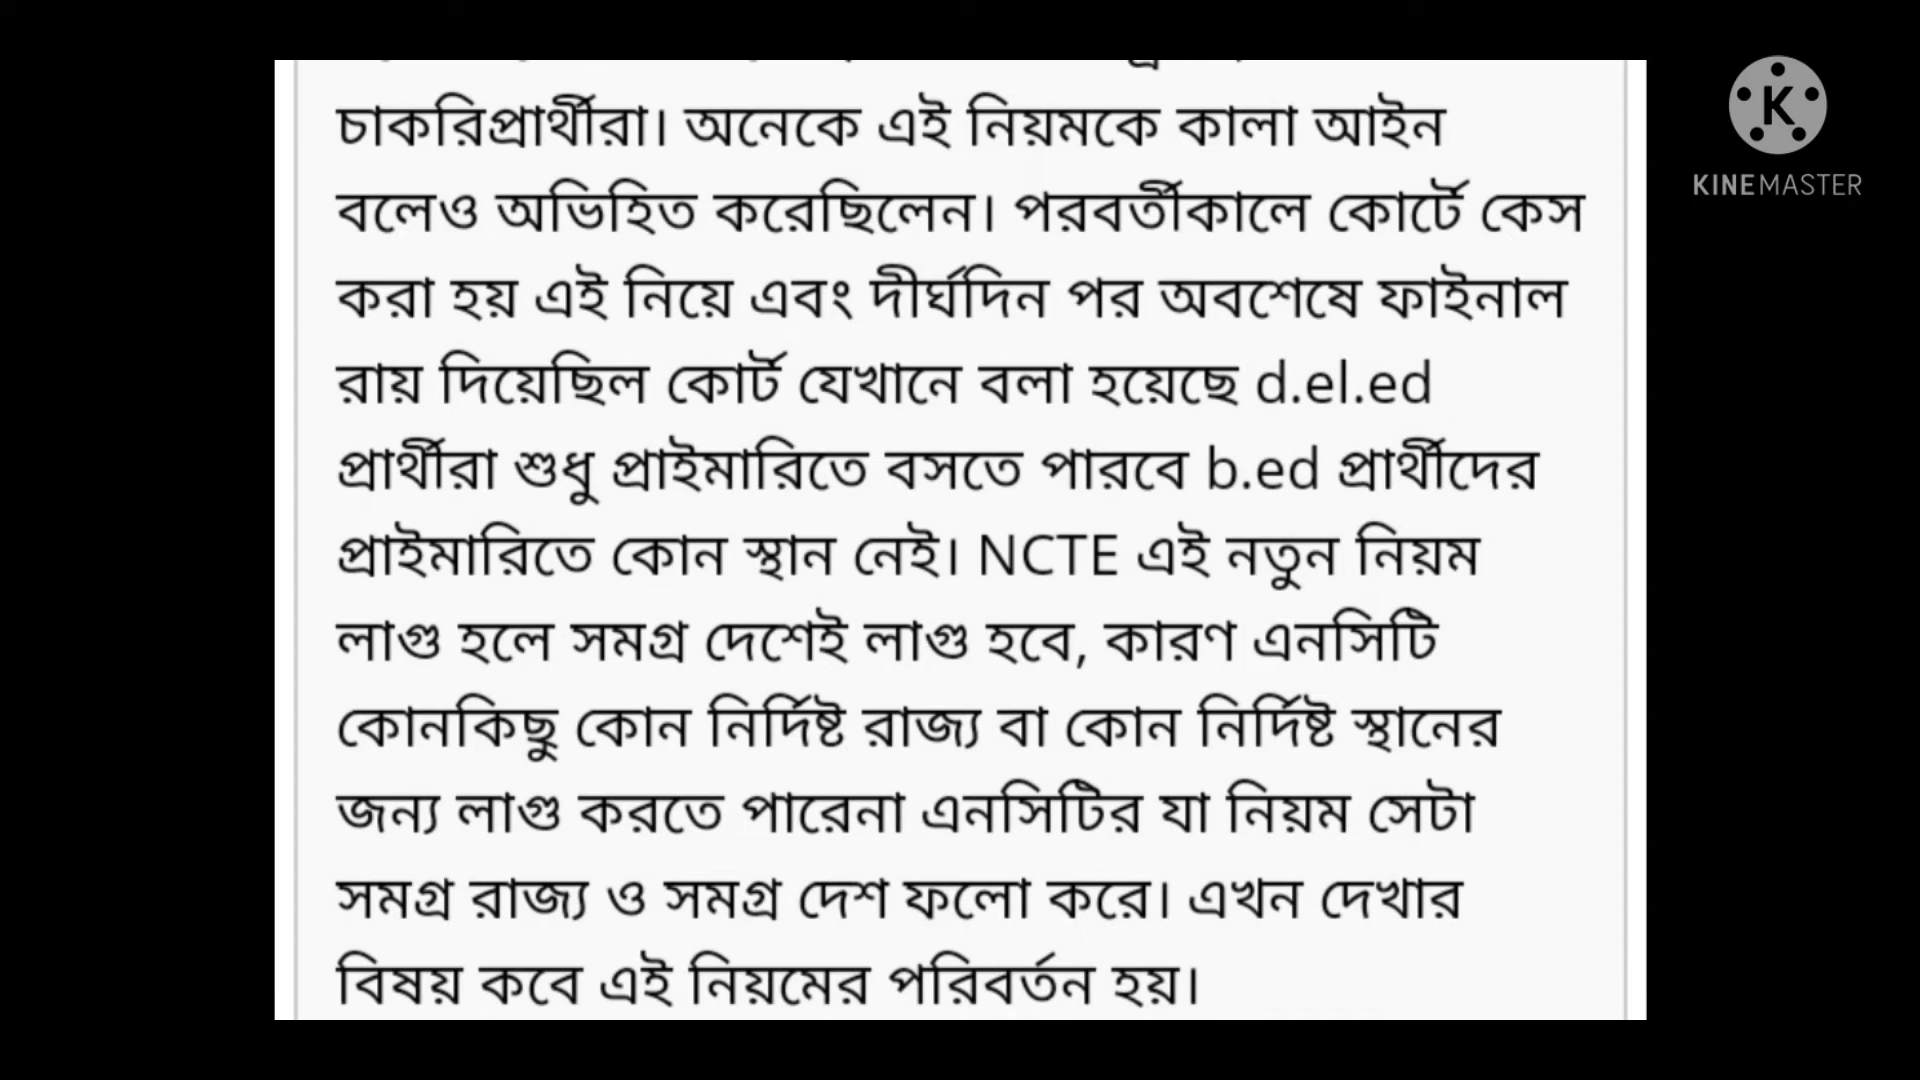 চাকরিপ্রার্থীরা। অনেকে এই নিয়মকে কালা আইন
বলেও অভিহিত করেছিলেন। পরবর্তীকালে কোর্টে কেস
করা হয় এই নিয়ে এবং দীর্ঘদিন পর অবশেষে ফাইনাল
রায় দিয়েছিল কোর্ট যেখানে বলা হয়েছে d.el.ed
প্রার্থীরা শুধু প্রাইমারিতে বসতে পারবে b.ed প্রার্থীদের
প্রাইমারিতে কোন স্থান নেই। NCTE এই নতুন নিয়ম
লাগু হলে সমগ্র দেশেই লাগু হবে, কারণ এনসিটি
কোনকিছু কোন নির্দিষ্ট রাজ্য বা কোন নির্দিষ্ট স্থানের
জন্য লাগু করতে পারেনা এনসিটির যা নিয়ম সেটা
সমগ্র রাজ্য ও সমগ্র দেশ ফলো করে। এখন দেখার
বিষয় কবে এই নিয়মের পরিবর্তন হয়।
K
KINEMASTER